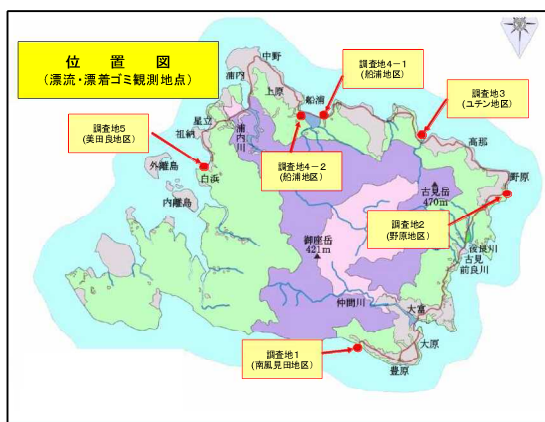 位 置 図
（漂流・漂着ゴミ観測地点）
中野
浦内
上原
船浦
調査地4－1
（船浦地区）
調査地3
（ユチン地区）
調査地5
（美田良地区）
星立
祖納
浦内川
調査地4－2
（船浦地区）
高那
外離島
白浜
内離島
古見岳
470m
野原
調査地2
（野原地区）
御座岳
421m
後良川
古見
前良川
仲間川
大富
大原
豊原
調査地1
（南風見田地区）